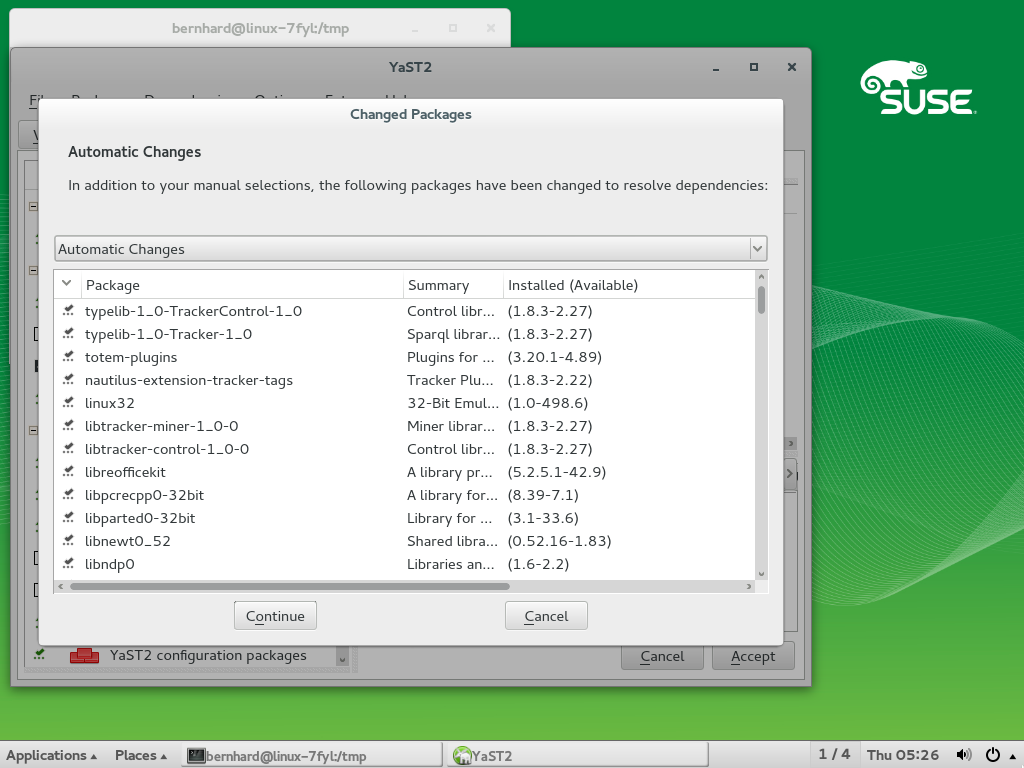 bernhard@linux-7fyl:/tmp
YaST2
SUSE
Changed Packages
Automatic Changes
In addition to your manual selections, the following packages have been changed to resolve dependencies:
Automatic Changes
Package Summary Installed (Available)
typelib-1_0-TrackerControl-1_0 Control libr... (1.8.3-2.27)
typelib-1_0-Tracker-1_0 Sparql librar... (1.8.3-2.27)
totem-plugins Plugins for ... (3.20.1-4.89)
nautilus-extension-tracker-tags Tracker Plu... (1.8.3-2.22)
linux32 32-Bit Emul... (1.0-498.6)
libtracker-miner-1_0-0 Miner librar... (1.8.3-2.27)
libtracker-control-1_0-0 Control libr... (1.8.3-2.27)
libreofficekit A library pr... (5.2.5.1-42.9)
libpcrecpp0-32bit A library for... (8.39-7.1)
libparted0-32bit Library for ... (3.1-33.6)
libnewt0_52 Shared libra... (0.52.16-1.83)
libndp0 Libraries an... (1.6-2.2)
Continue Cancel
YaST2 configuration packages
Cancel Accept
Applications Places bernhard@linux-7fyl:/tmp YaST2 1 / 4 Thu 05:26